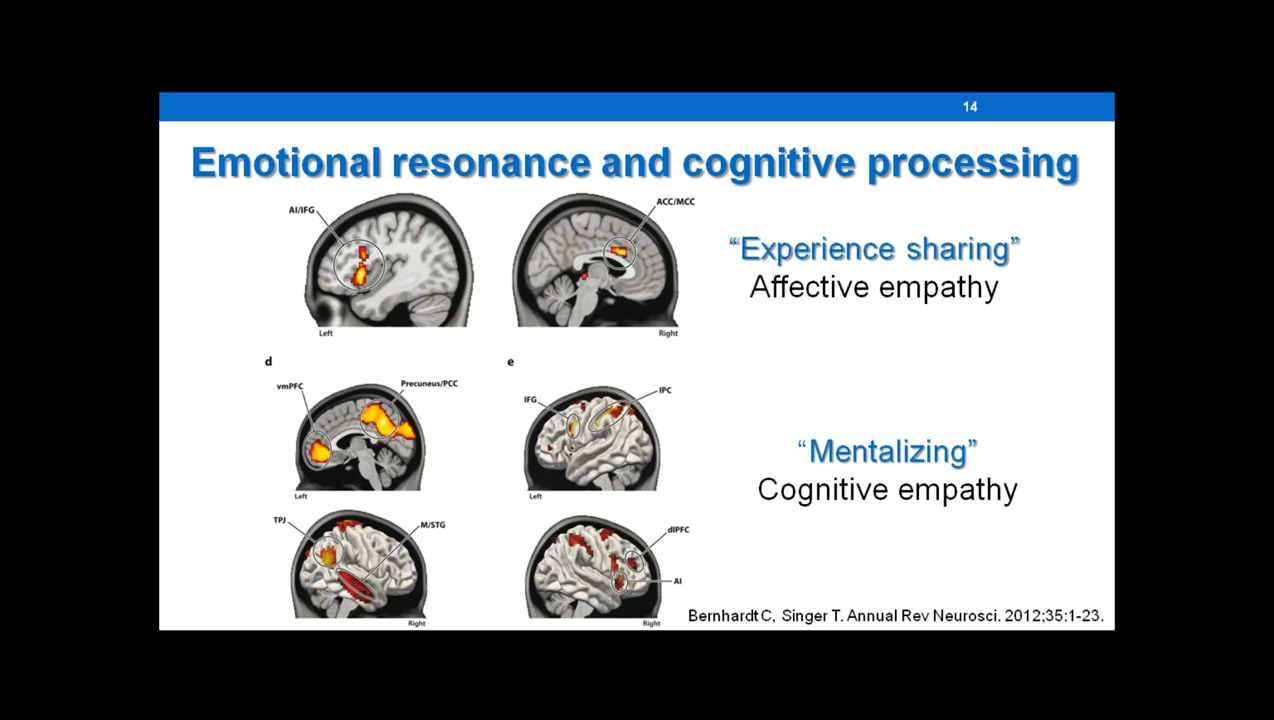 14
Emotional resonance and cognitive processing
AI/IFG
ACC/MCC
Left
Right
“Experience sharing”
Affective empathy
d
e
vmPFC
Precuneus/PCC
IFG
IPC
Left
Left
“Mentalizing”
Cognitive empathy
TPJ
M/STG
dlPFC
AI
Right
Right
Bernhardt C, Singer T. Annual Rev Neurosci. 2012;35:1-23.